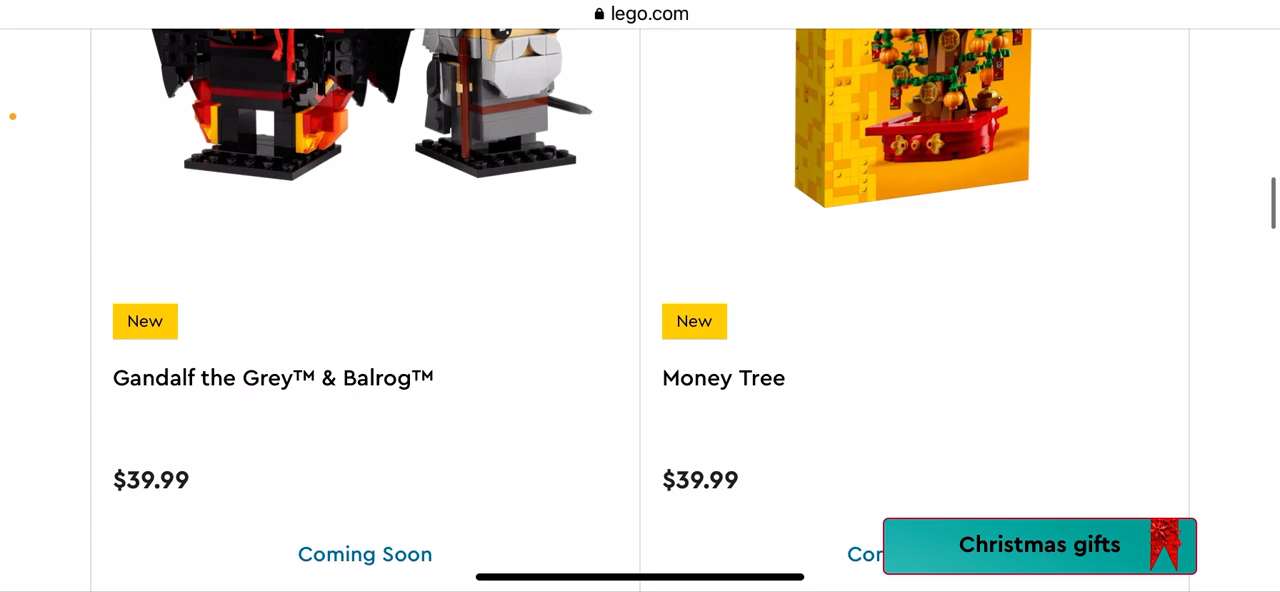 lego.com
New
Gandalf the Grey™ & Balrog™
$39.99
Coming Soon
New
Money Tree
$39.99
Christmas gifts